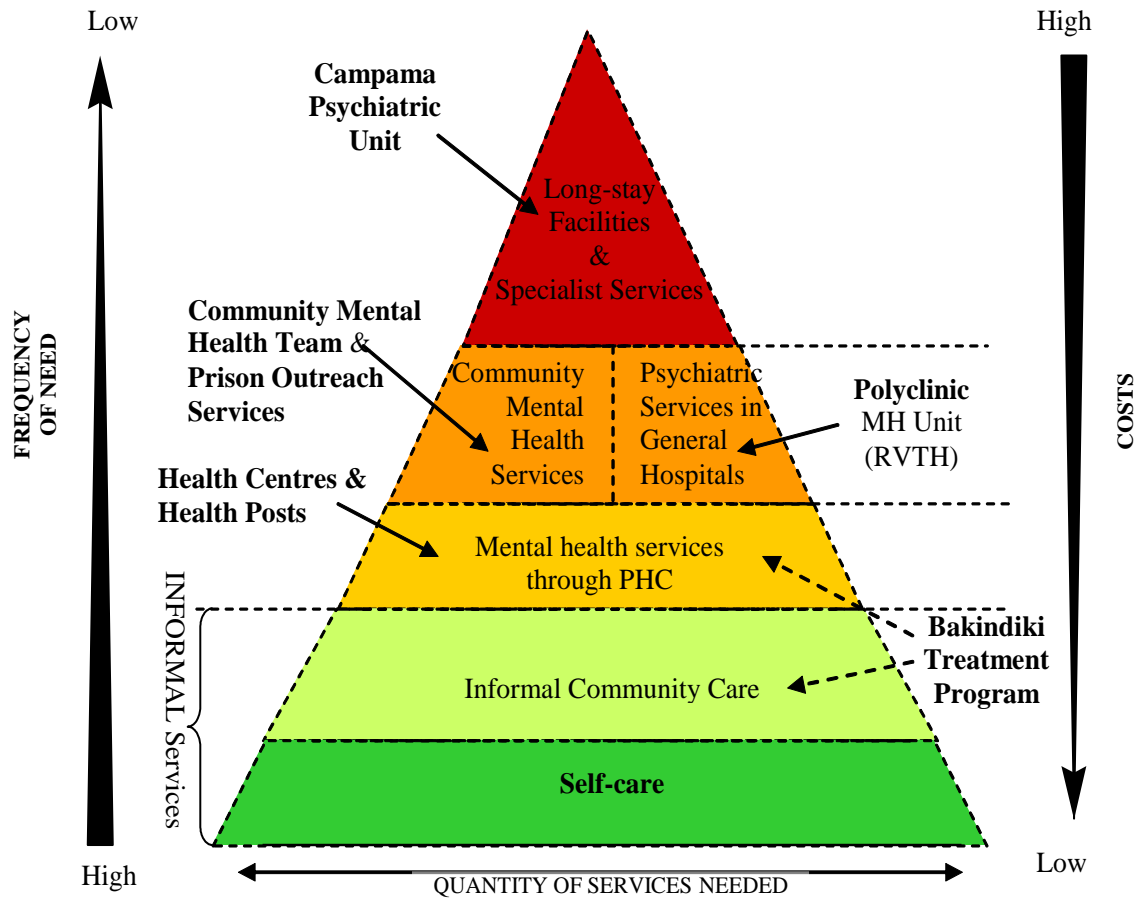 Low
High
Campama
Psychiatric
Unit
Long-stay
Facilities
&
Specialist Services
Community Mental
Health Team &
Prison Outreach
Services
Community
Mental
Health
Services
Psychiatric
Services in
General
Hospitals
Polyclinic
MH Unit
(RVTH)
FREQUENCY
OF NEED
COSTS
Health Centres &
Health Posts
Mental health services
through PHC
INFORMAL Services
Bakindiki
Treatment
Program
Informal Community Care
Self-care
High
Low
QUANTITY OF SERVICES NEEDED